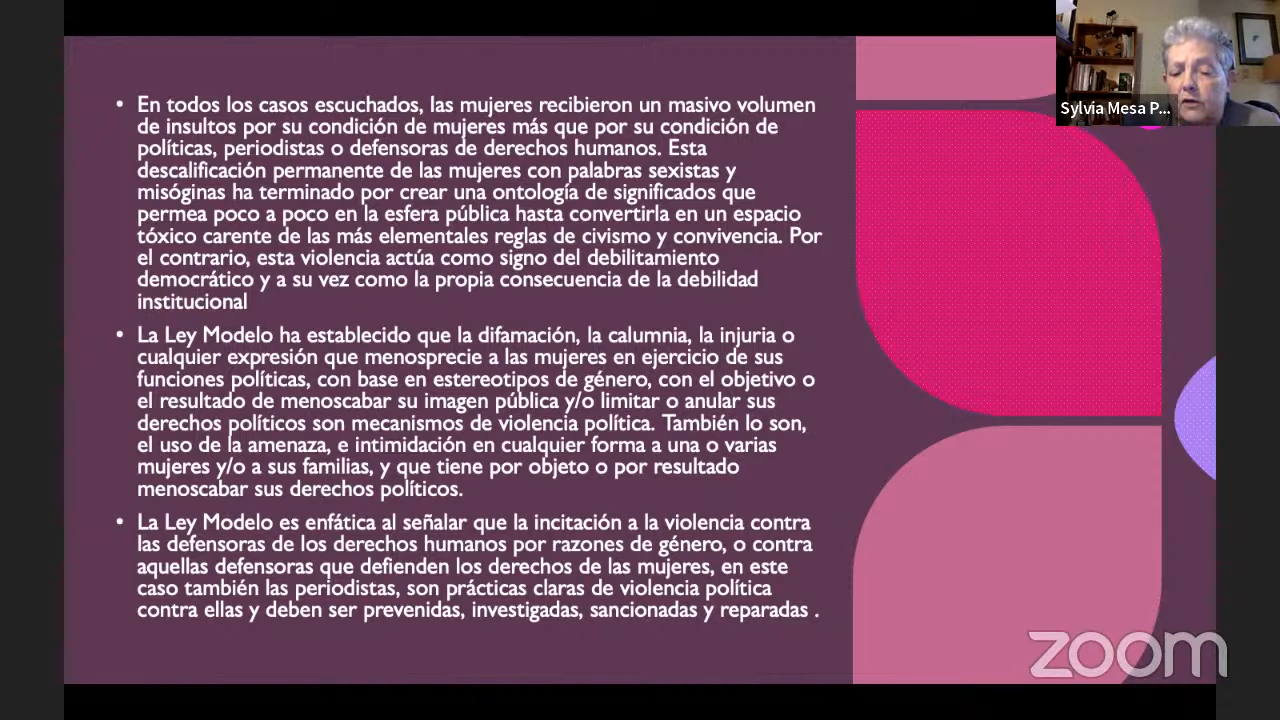 • En todos los casos escuchados, las mujeres recibieron un masivo volumen
de insultos por su condición de mujeres más que por su condición de
políticas, periodistas o defensoras de derechos humanos. Esta
descalificación permanente de las mujeres con palabras sexistas y
misóginas ha terminado por crear una ontología de significados que
permea poco a poco en la esfera pública hasta convertirla en un espacio
tóxico carente de las más elementales reglas de civismo y convivencia. Por
el contrario, esta violencia actúa como signo del debilitamiento
democrático y a su vez como la propia consecuencia de la debilidad
institucional
• La Ley Modelo ha establecido que la difamación, la calumnia, la injuria o
cualquier expresión que menosprecie a las mujeres en ejercicio de sus
funciones políticas, con base en estereotipos de género, con el objetivo o
el resultado de menoscabar su imagen pública y/o limitar o anular sus
derechos políticos son mecanismos de violencia política. También lo son,
el uso de la amenaza, e intimidación en cualquier forma a una o varias
mujeres y/o a sus familias, y que tiene por objeto o por resultado
menoscabar sus derechos políticos.
• La Ley Modelo es enfática al señalar que la incitación a la violencia contra
las defensoras de los derechos humanos por razones de género, o contra
aquellas defensoras que defienden los derechos de las mujeres, en este
caso también las periodistas, son prácticas claras de violencia política
contra ellas y deben ser prevenidas, investigadas, sancionadas y reparadas .
Sylvia Mesa P...
zoom